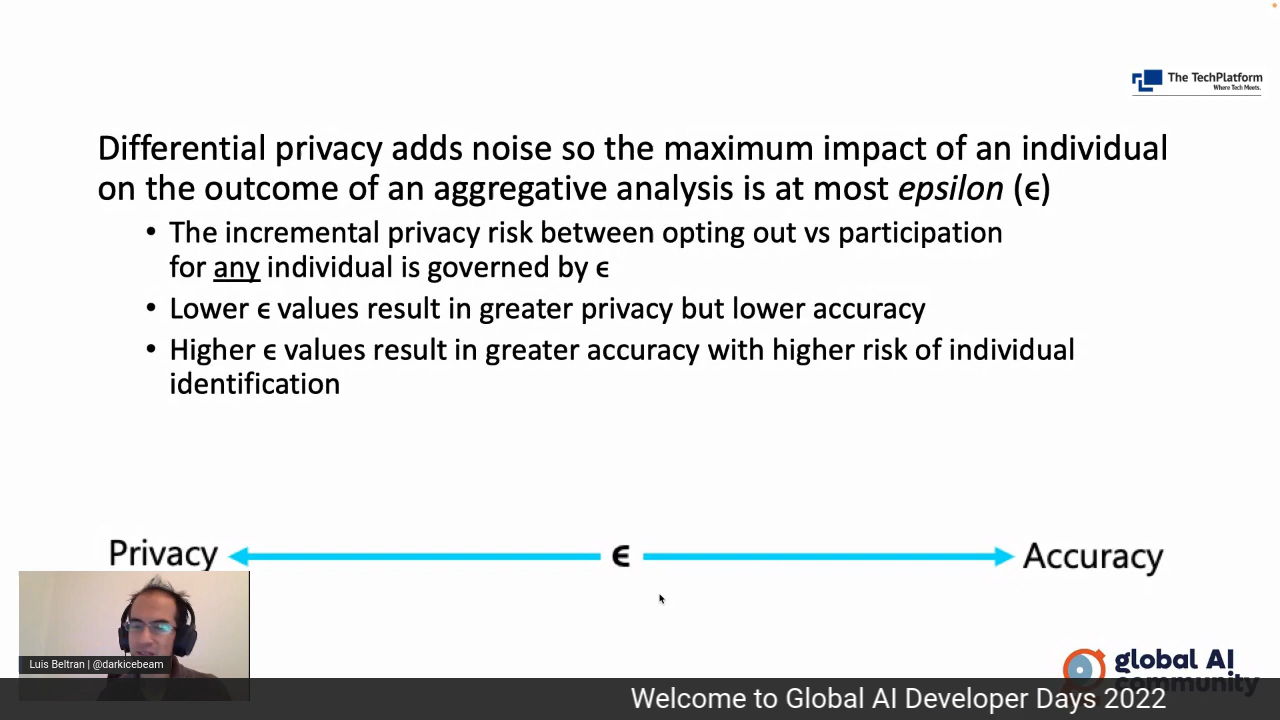 The TechPlatform
Where Tech Meets.
Differential privacy adds noise so the maximum impact of an individual
on the outcome of an aggregative analysis is at most epsilon (ϵ)
• The incremental privacy risk between opting out vs participation
for any individual is governed by ϵ
• Lower ϵ values result in greater privacy but lower accuracy
• Higher ϵ values result in greater accuracy with higher risk of individual
identification
Privacy ϵ Accuracy
Luis Beltran | @darkicebeam
global AI
community
Welcome to Global AI Developer Days 2022